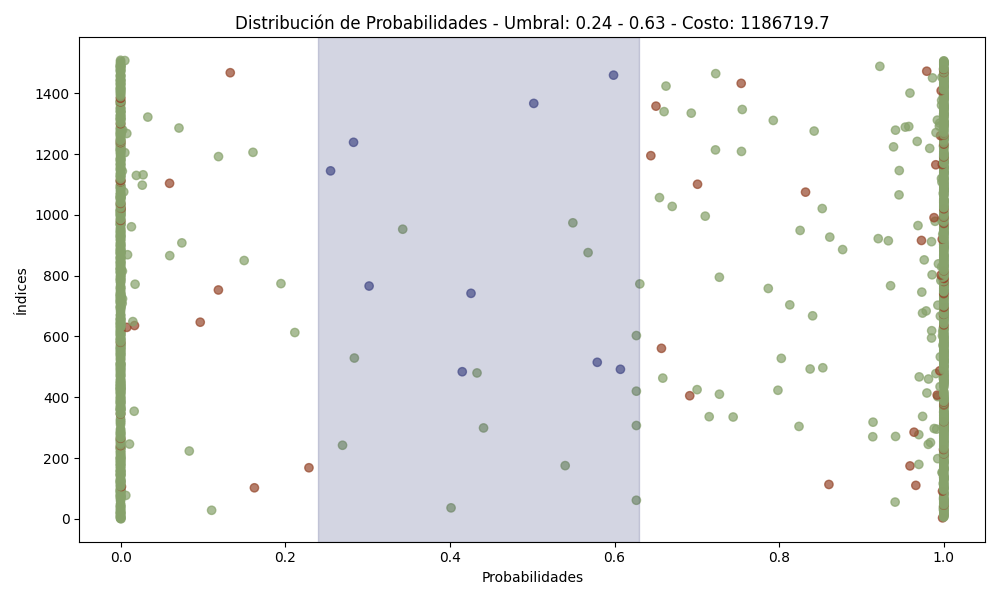 Distribución de Probabilidades - Umbral: 0.24 - 0.63 - Costo: 1186719.7
Índices
1400
1200
1000
800
600
400
200
0
0.0 0.2 0.4 0.6 0.8 1.0
Probabilidades